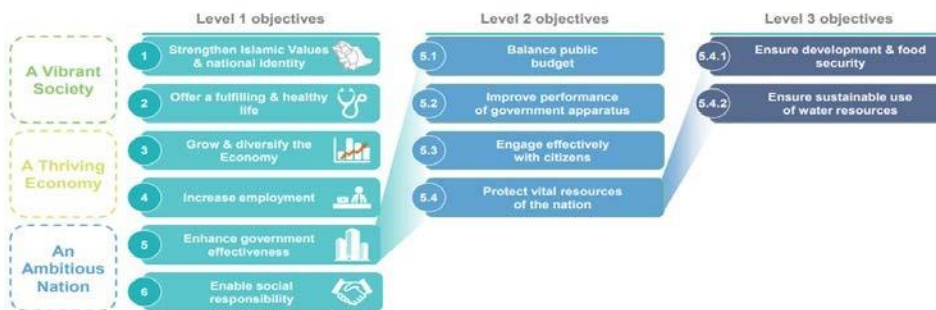 Level 1 objectives
Level 2 objectives
Level 3 objectives
A Vibrant
Society
A Thriving
Economy
An
Ambitious
Nation
1
Strengthen Islamic Values
& national identity
2
Offer a fulfilling & healthy
life
3
Grow & diversify the
Economy
4
Increase employment
5
Enhance government
effectiveness
6
Enable social
responsibility
5.1
Balance public
budget
5.2
Improve performance
of government apparatus
5.3
Engage effectively
with citizens
5.4
Protect vital resources
of the nation
5.4.1
Ensure development & food
security
5.4.2
Ensure sustainable use
of water resources